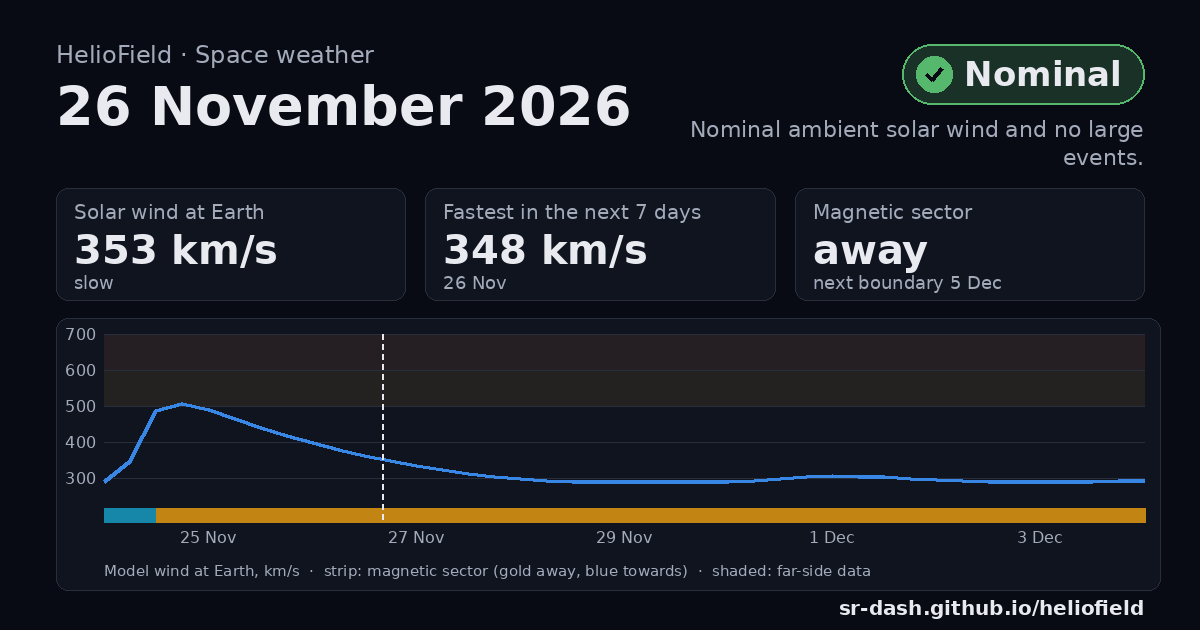 HelioField · Space weather
26 November 2026
Nominal
Nominal ambient solar wind and no large
events.
Solar wind at Earth
353 km/s
slow
Fastest in the next 7 days
348 km/s
26 Nov
Magnetic sector
away
next boundary 5 Dec
700
600
500
400
300
25 Nov
27 Nov
29 Nov
1 Dec
3 Dec
Model wind at Earth, km/s · strip: magnetic sector (gold away, blue towards) · shaded: far-side data
sr-dash.github.io/heliofield